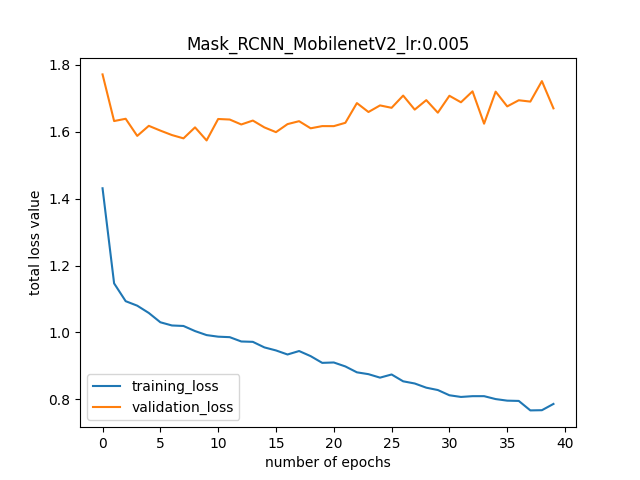 Mask_RCNN_MobilenetV2_lr:0.005
total loss value
1.8
1.6
1.4
1.2
1.0
0.8
training_loss
validation_loss
0 5 10 15 20 25 30 35 40
number of epochs